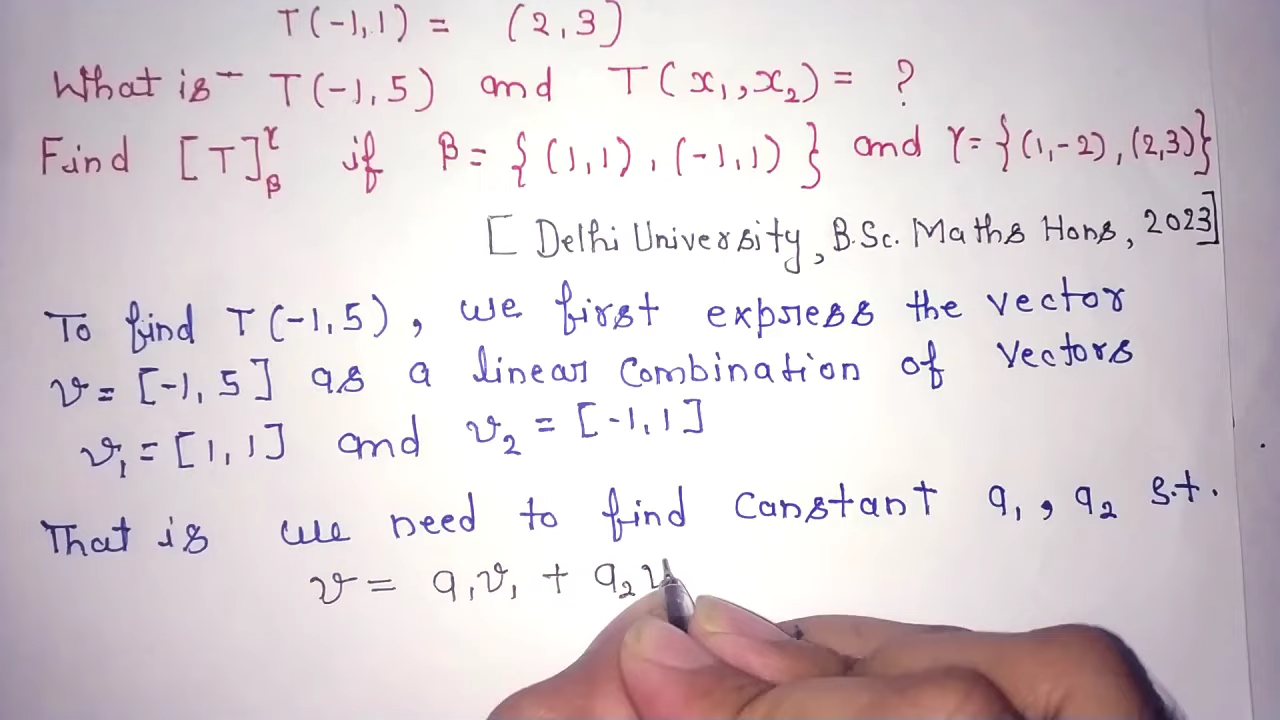 T(-1,1) = (2,3)
What is T(-1,5) and T(x₁,x₂) = ?
Find [T]ᵧᵦ if β = {(1,1), (-1,1)} and γ = {(1,-2), (2,3)}
[Delhi University, B.Sc. Maths Hons, 2023]
To find T(-1,5), we first express the vector
v = [-1,5] as a linear combination of vectors
v₁ = [1,1] and v₂ = [-1,1]
That is we need to find constant a₁, a₂ s.t.
v = a₁v₁ + a₂v